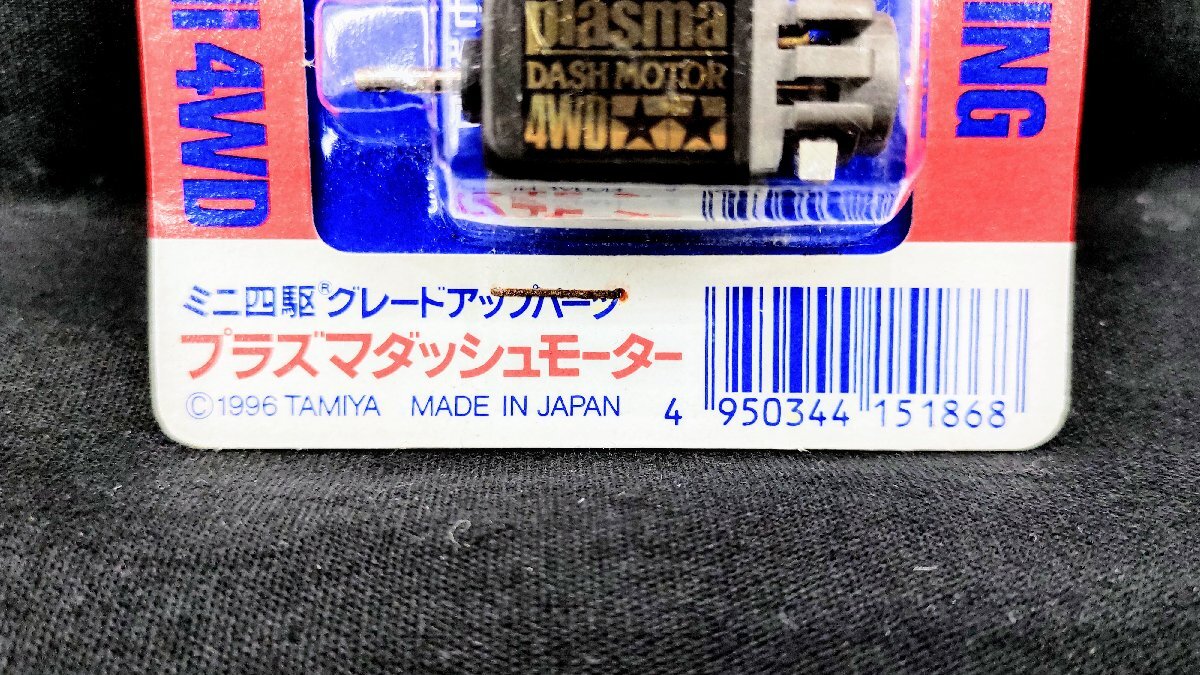 4WD
ING
plasma
DASH MOTOR
4WD
ミニ四駆®グレードアップパーツ
プラズマダッシュモーター
©1996 TAMIYA MADE IN JAPAN
4 950344 151868